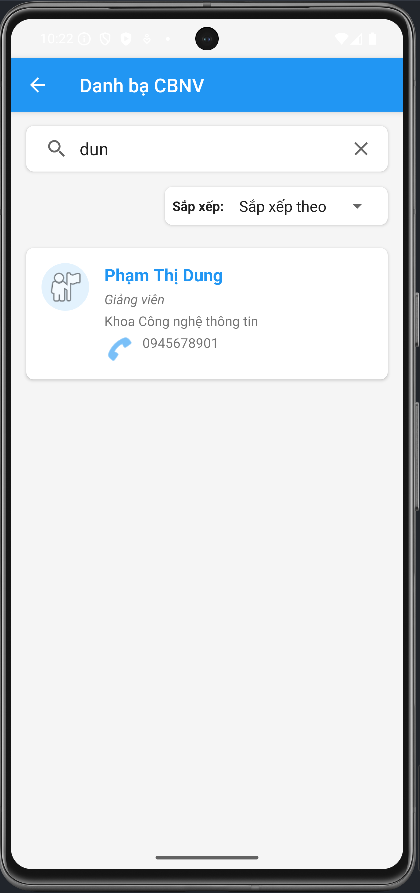 10:22
Danh bạ CBNV
dun
Sắp xếp: Sắp xếp theo
Phạm Thị Dung
Giảng viên
Khoa Công nghệ thông tin
0945678901